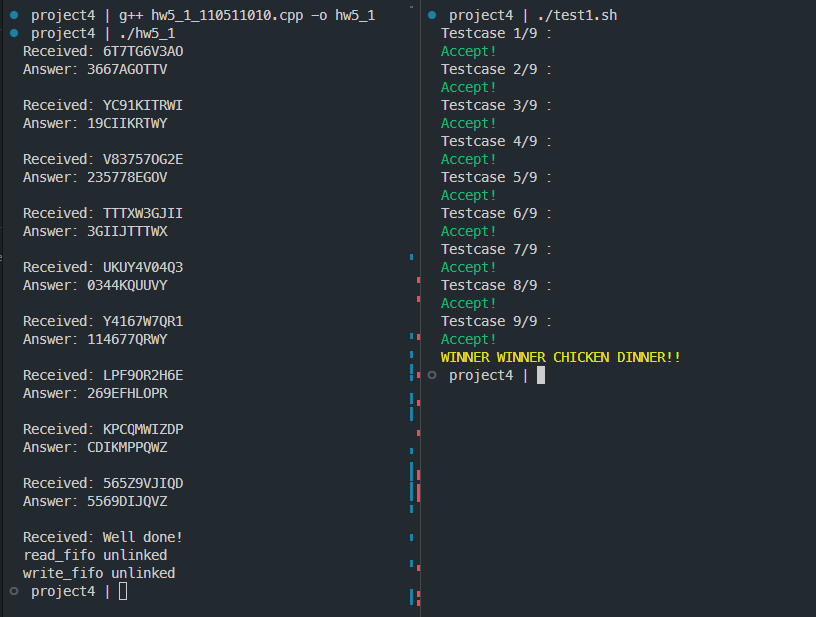 project4 | g++ hw5_1_110511010.cpp -o hw5_1
project4 | ./hw5_1
Received: 6T7TG6V3AO
Answer: 3667AGOTTV
Received: YC91KITRWI
Answer: 19CIIKRTWY
Received: V83757OG2E
Answer: 235778EGOV
Received: TTTXW3GJII
Answer: 3GIIJTTTWX
Received: UKUY4V04Q3
Answer: 0344KQUUVY
Received: Y4167W7QR1
Answer: 114677QRWY
Received: LPF9OR2H6E
Answer: 269EFHLOPR
Received: KPCQMWIZDP
Answer: CDIKMPPQWZ
Received: 565Z9VJIQD
Answer: 5569DIJQVZ
Received: Well done!
read_fifo unlinked
write_fifo unlinked
project4 |
project4 | ./test1.sh
Testcase 1/9 :
Accept!
Testcase 2/9 :
Accept!
Testcase 3/9 :
Accept!
Testcase 4/9 :
Accept!
Testcase 5/9 :
Accept!
Testcase 6/9 :
Accept!
Testcase 7/9 :
Accept!
Testcase 8/9 :
Accept!
Testcase 9/9 :
Accept!
WINNER WINNER CHICKEN DINNER!!
project4 |